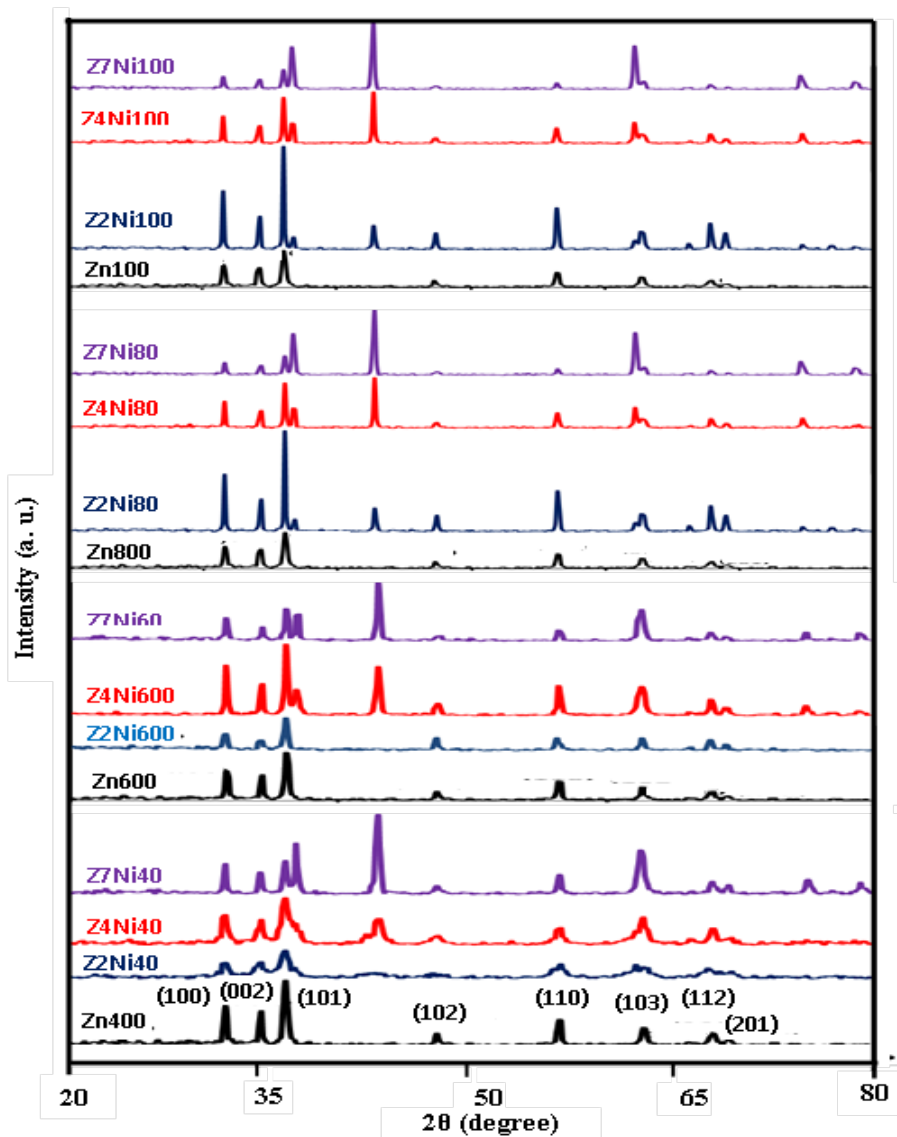 Z7Ni100
Z4Ni100
Z2Ni100
Zn100
Z7Ni80
Z4Ni80
Z2Ni80
Zn800
Z7Ni60
Z4Ni600
Z2Ni600
Zn600
Z7Ni40
Z4Ni40
Z2Ni40
(100) (002) (101) (102) (110) (103) (112) (201)
Zn400
Intensity (a. u.)
20 35 50 65 80
2θ (degree)